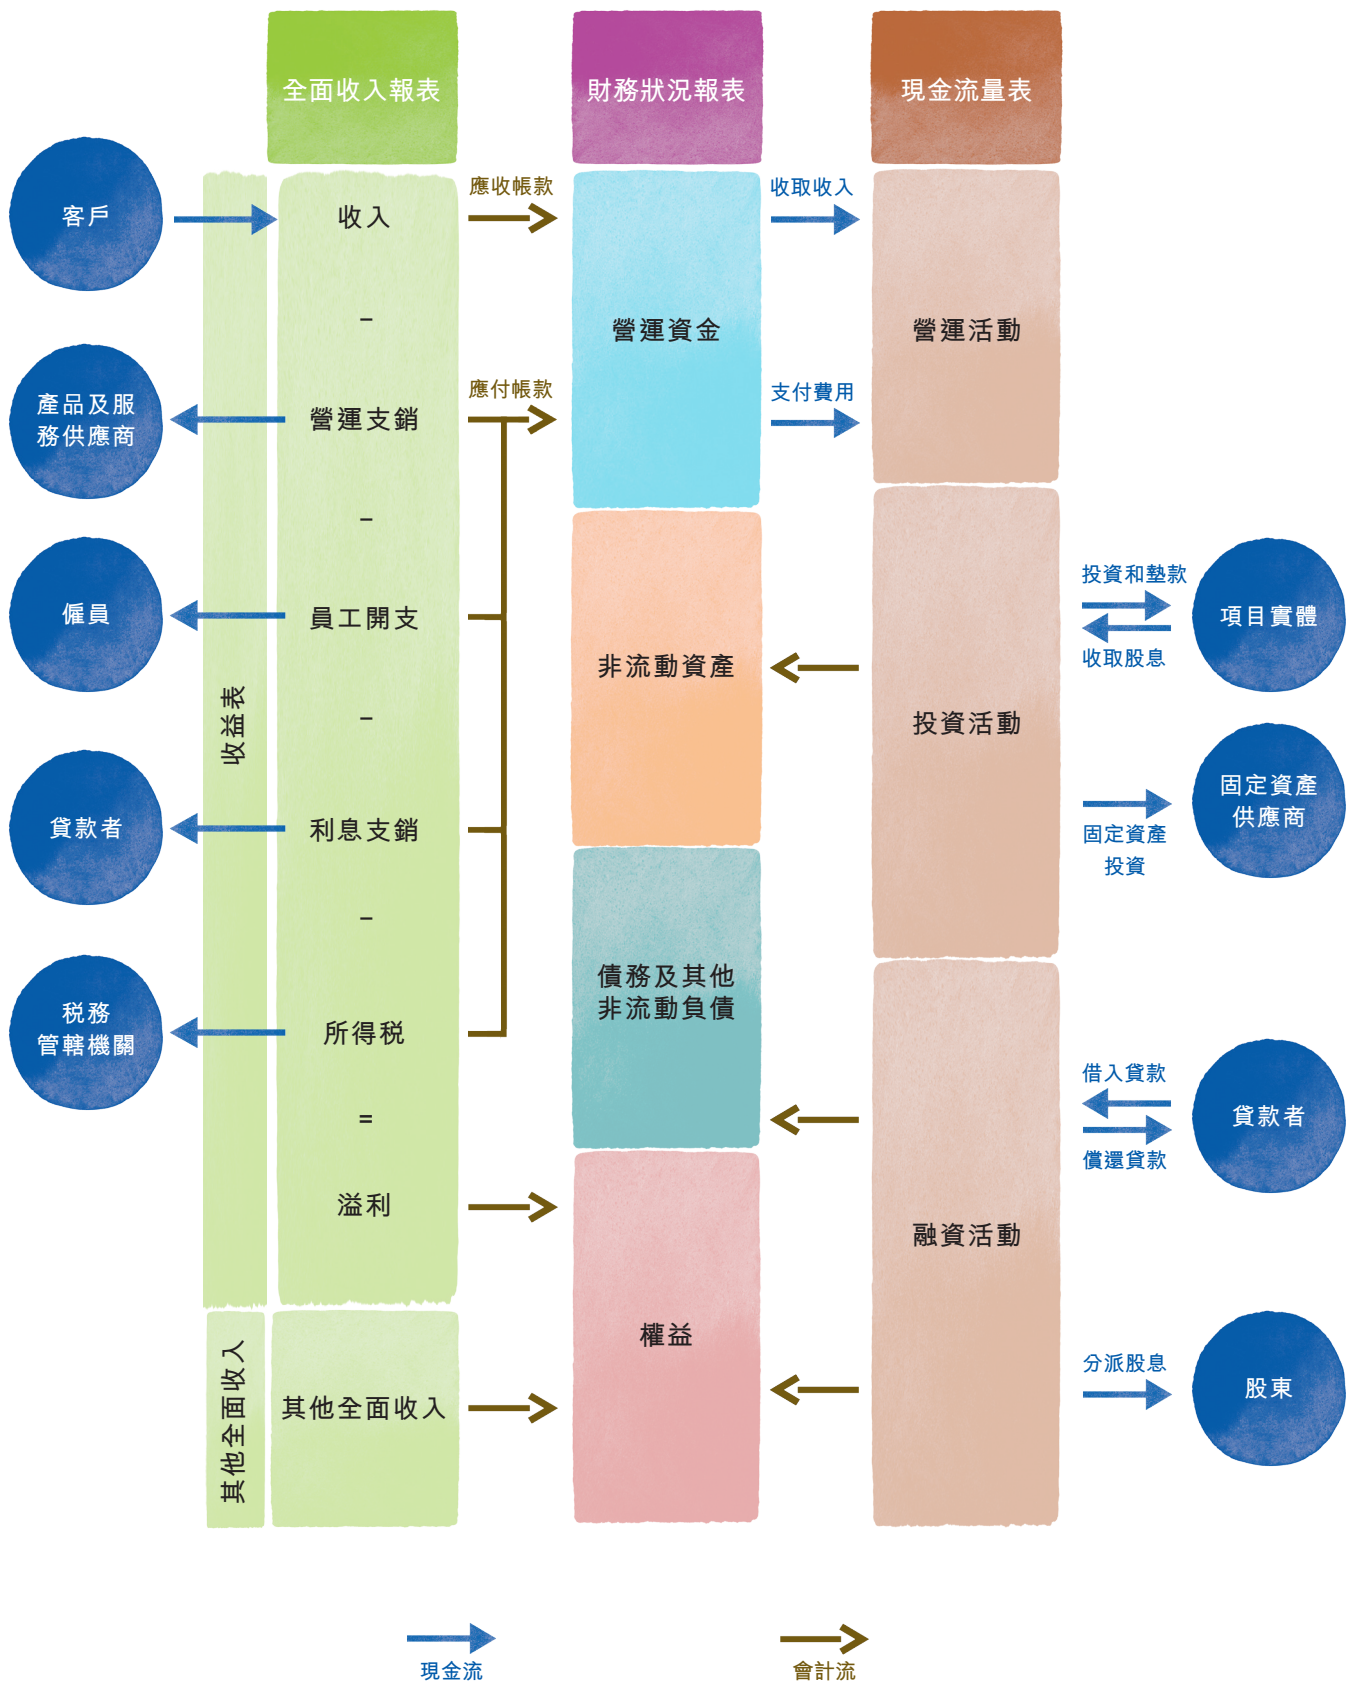 全面收入報表
財務狀況報表
現金流量表
客戶
收入
應收帳款
收取收入
–
營運資金
營運活動
產品及服
務供應商
營運支銷
應付帳款
支付費用
–
僱員
員工開支
投資和墊款
項目實體
收取股息
非流動資產
收益表
–
投資活動
固定資產
供應商
固定資產
投資
貸款者
利息支銷
–
債務及其他
非流動負債
税務
管轄機關
所得税
借入貸款
貸款者
償還貸款
=
溢利
融資活動
權益
分派股息
股東
其他全面收入
其他全面收入
現金流
會計流